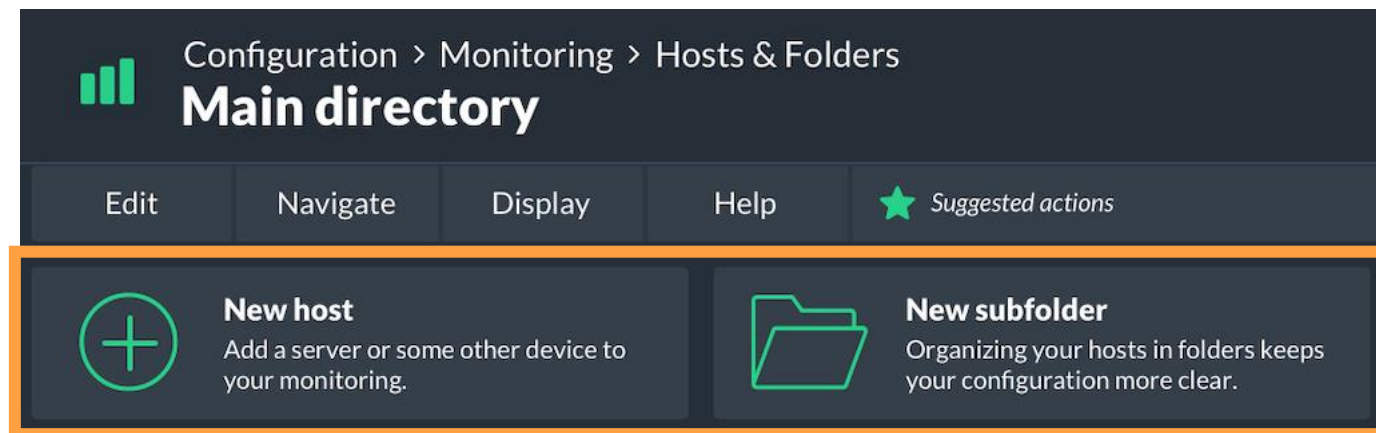 Configuration > Monitoring > Hosts & Folders
Main directory
Edit Navigate Display Help Suggested actions
New host
Add a server or some other device to
your monitoring.
New subfolder
Organizing your hosts in folders keeps
your configuration more clear.